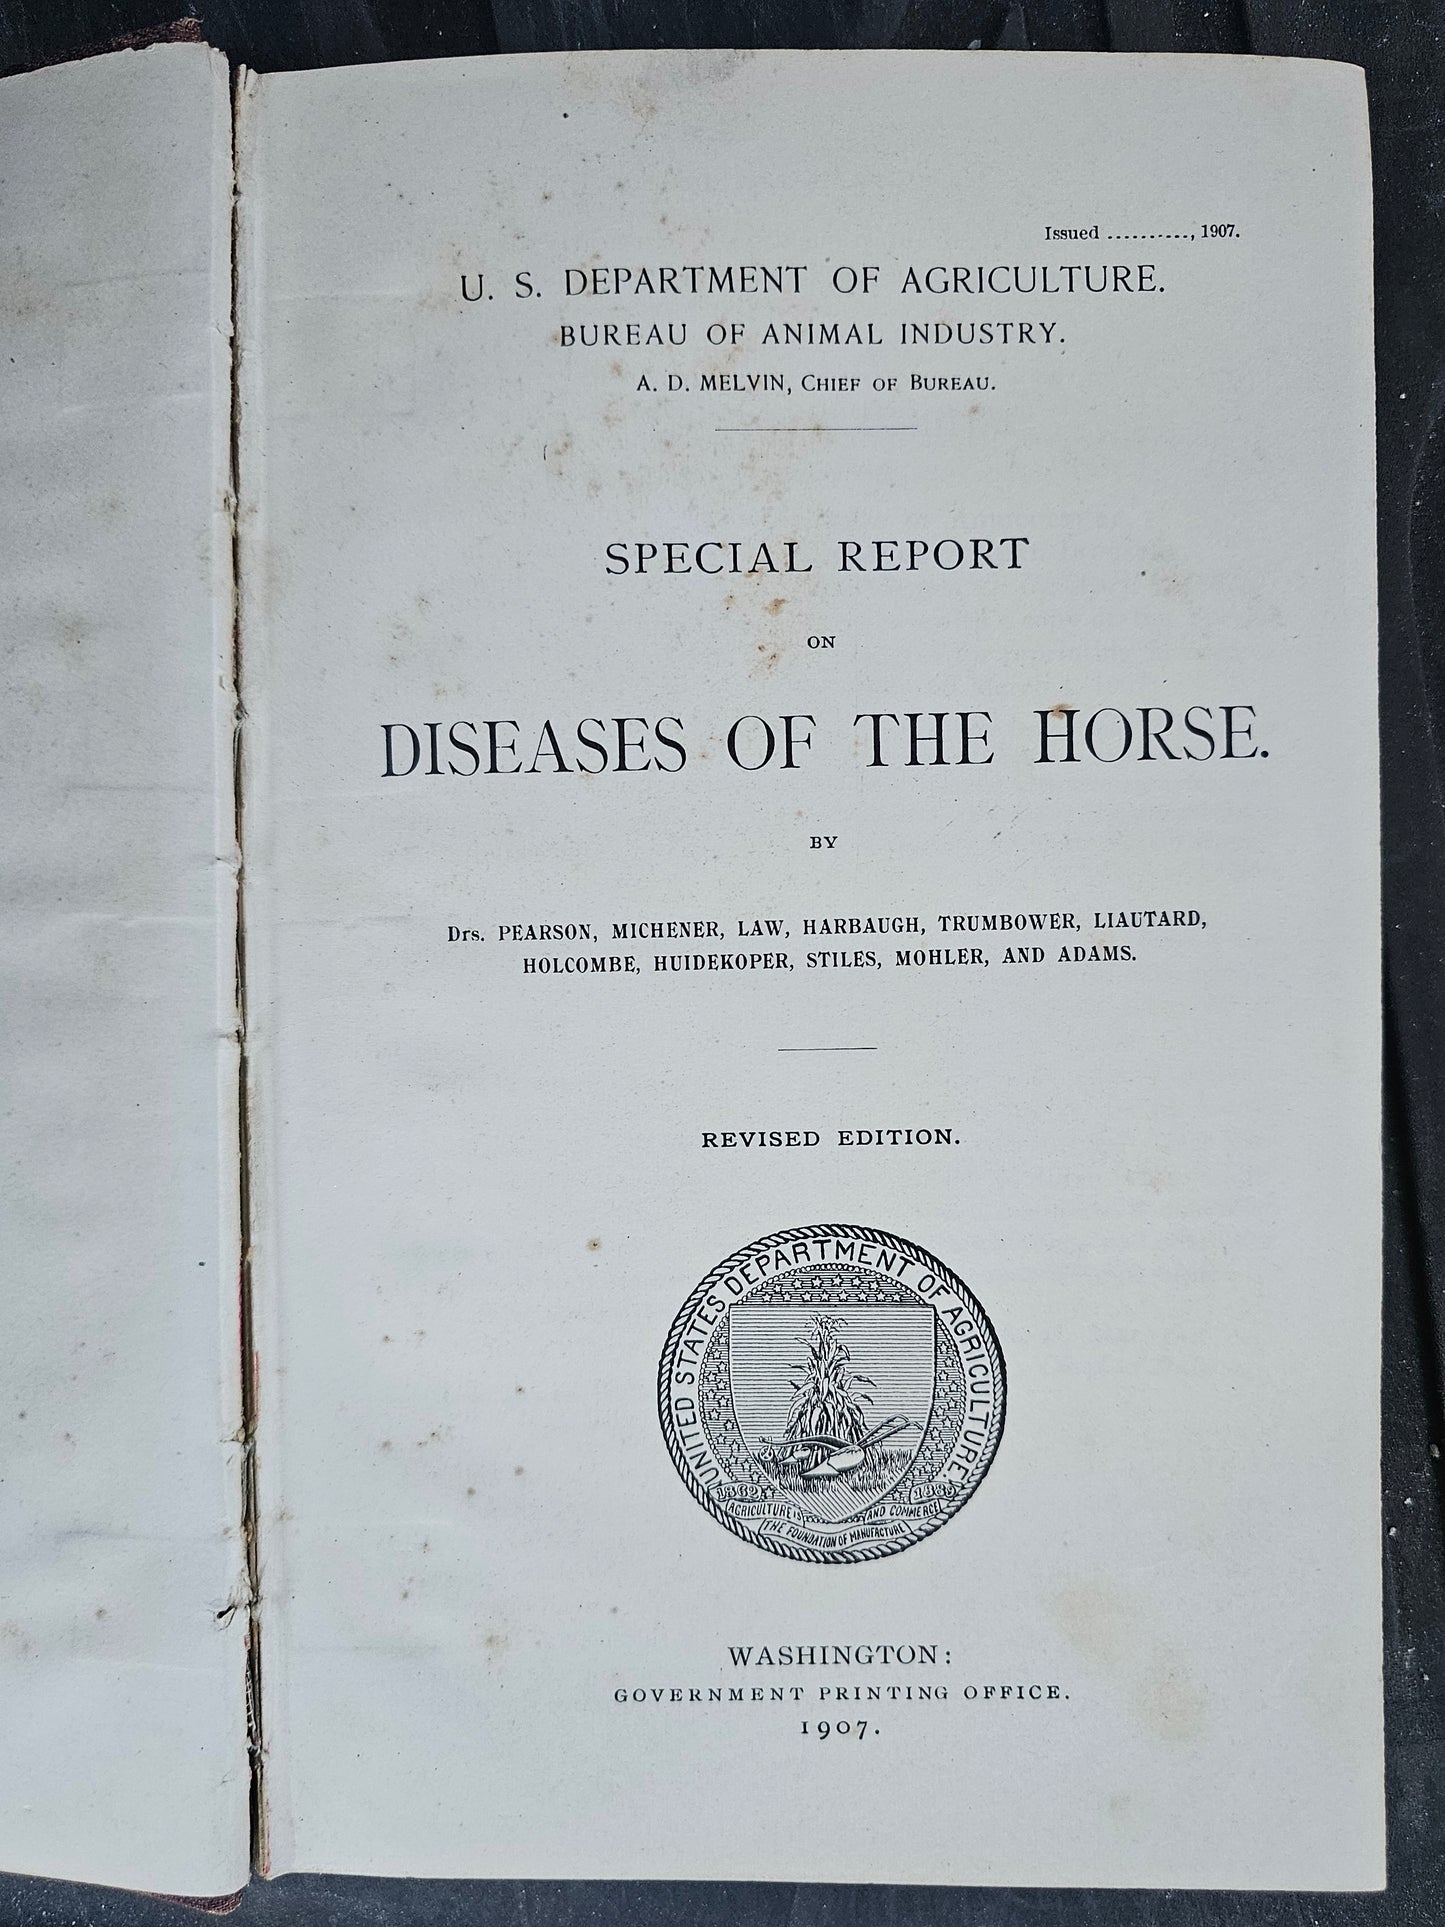 Issued .........., 1907.
U. S. DEPARTMENT OF AGRICULTURE.
BUREAU OF ANIMAL INDUSTRY.
A. D. MELVIN, CHIEF OF BUREAU.
SPECIAL REPORT
ON
DISEASES OF THE HORSE.
BY
Drs. PEARSON, MICHENER, LAW, HARBAUGH, TRUMBOWER, LIAUTARD,
HOLCOMBE, HUIDEKOPER, STILES, MOHLER, AND ADAMS.
REVISED EDITION.
UNITED STATES DEPARTMENT OF AGRICULTURE.
1862 1889
AGRICULTURE IS AND COMMERCE
THE FOUNDATION OF MANUFACTURE
WASHINGTON:
GOVERNMENT PRINTING OFFICE.
1907.